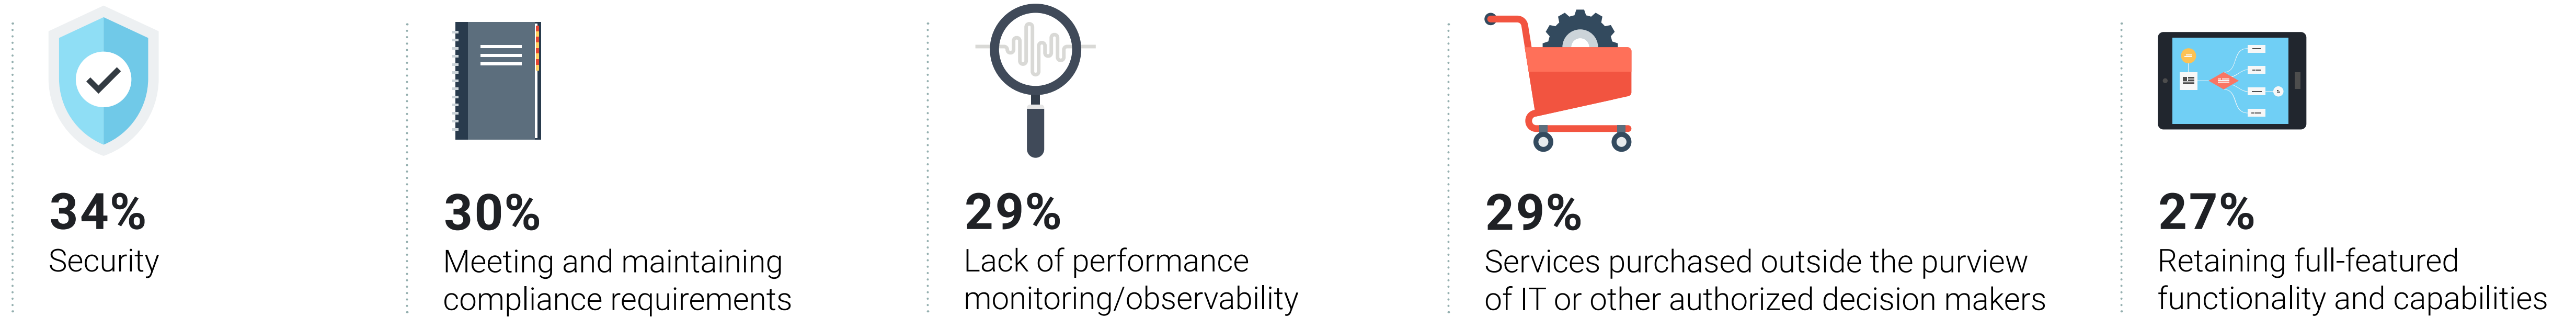 34%
Security
30%
Meeting and maintaining
compliance requirements
29%
Lack of performance
monitoring/observability
29%
Services purchased outside the purview
of IT or other authorized decision makers
27%
Retaining full-featured
functionality and capabilities